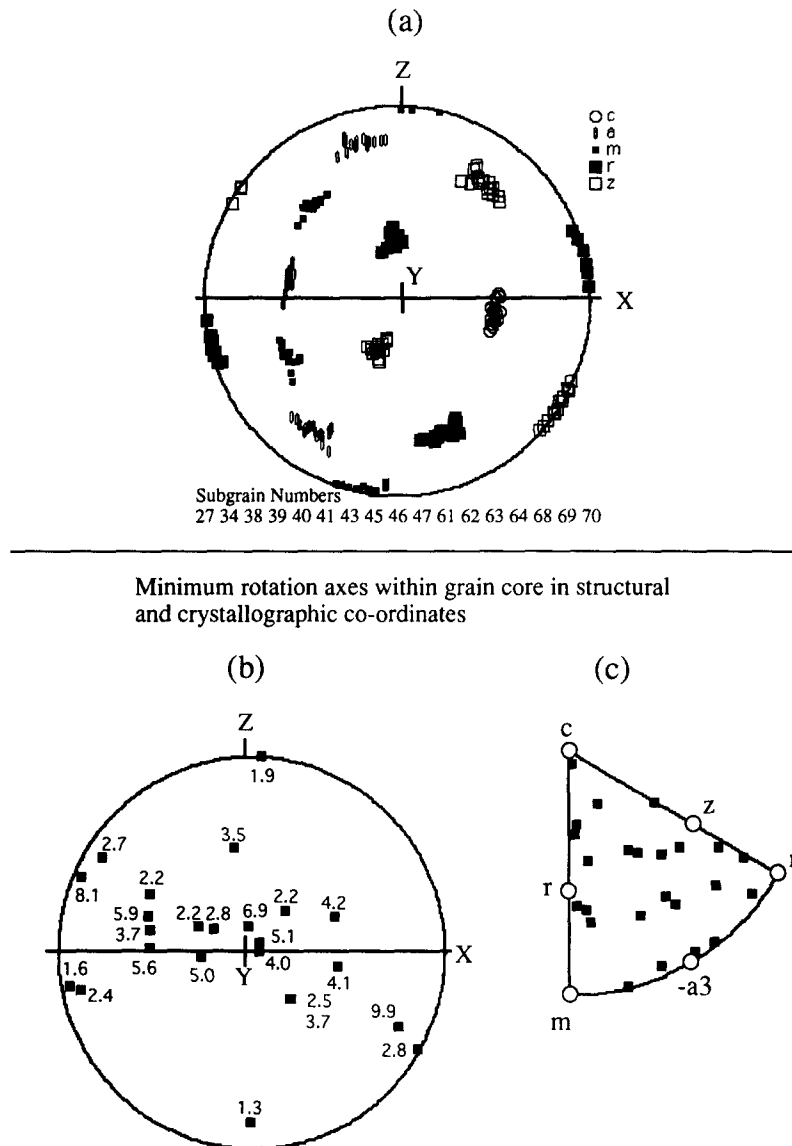 (a)
Z
c
a
m
r
z
Y
X
Subgrain Numbers
27 34 38 39 40 41 43 45 46 47 61 62 63 64 68 69 70
Minimum rotation axes within grain core in structural
and crystallographic co-ordinates
(b)
(c)
Z
1.9
3.5
2.7
8.1
2.2
5.9
3.7
5.6
2.2
2.8
6.9
2.2
4.2
5.1
4.0
X
Y
5.0
1.6
2.4
4.1
2.5
3.7
9.9
2.8
1.3
c
z
r
-a3
m